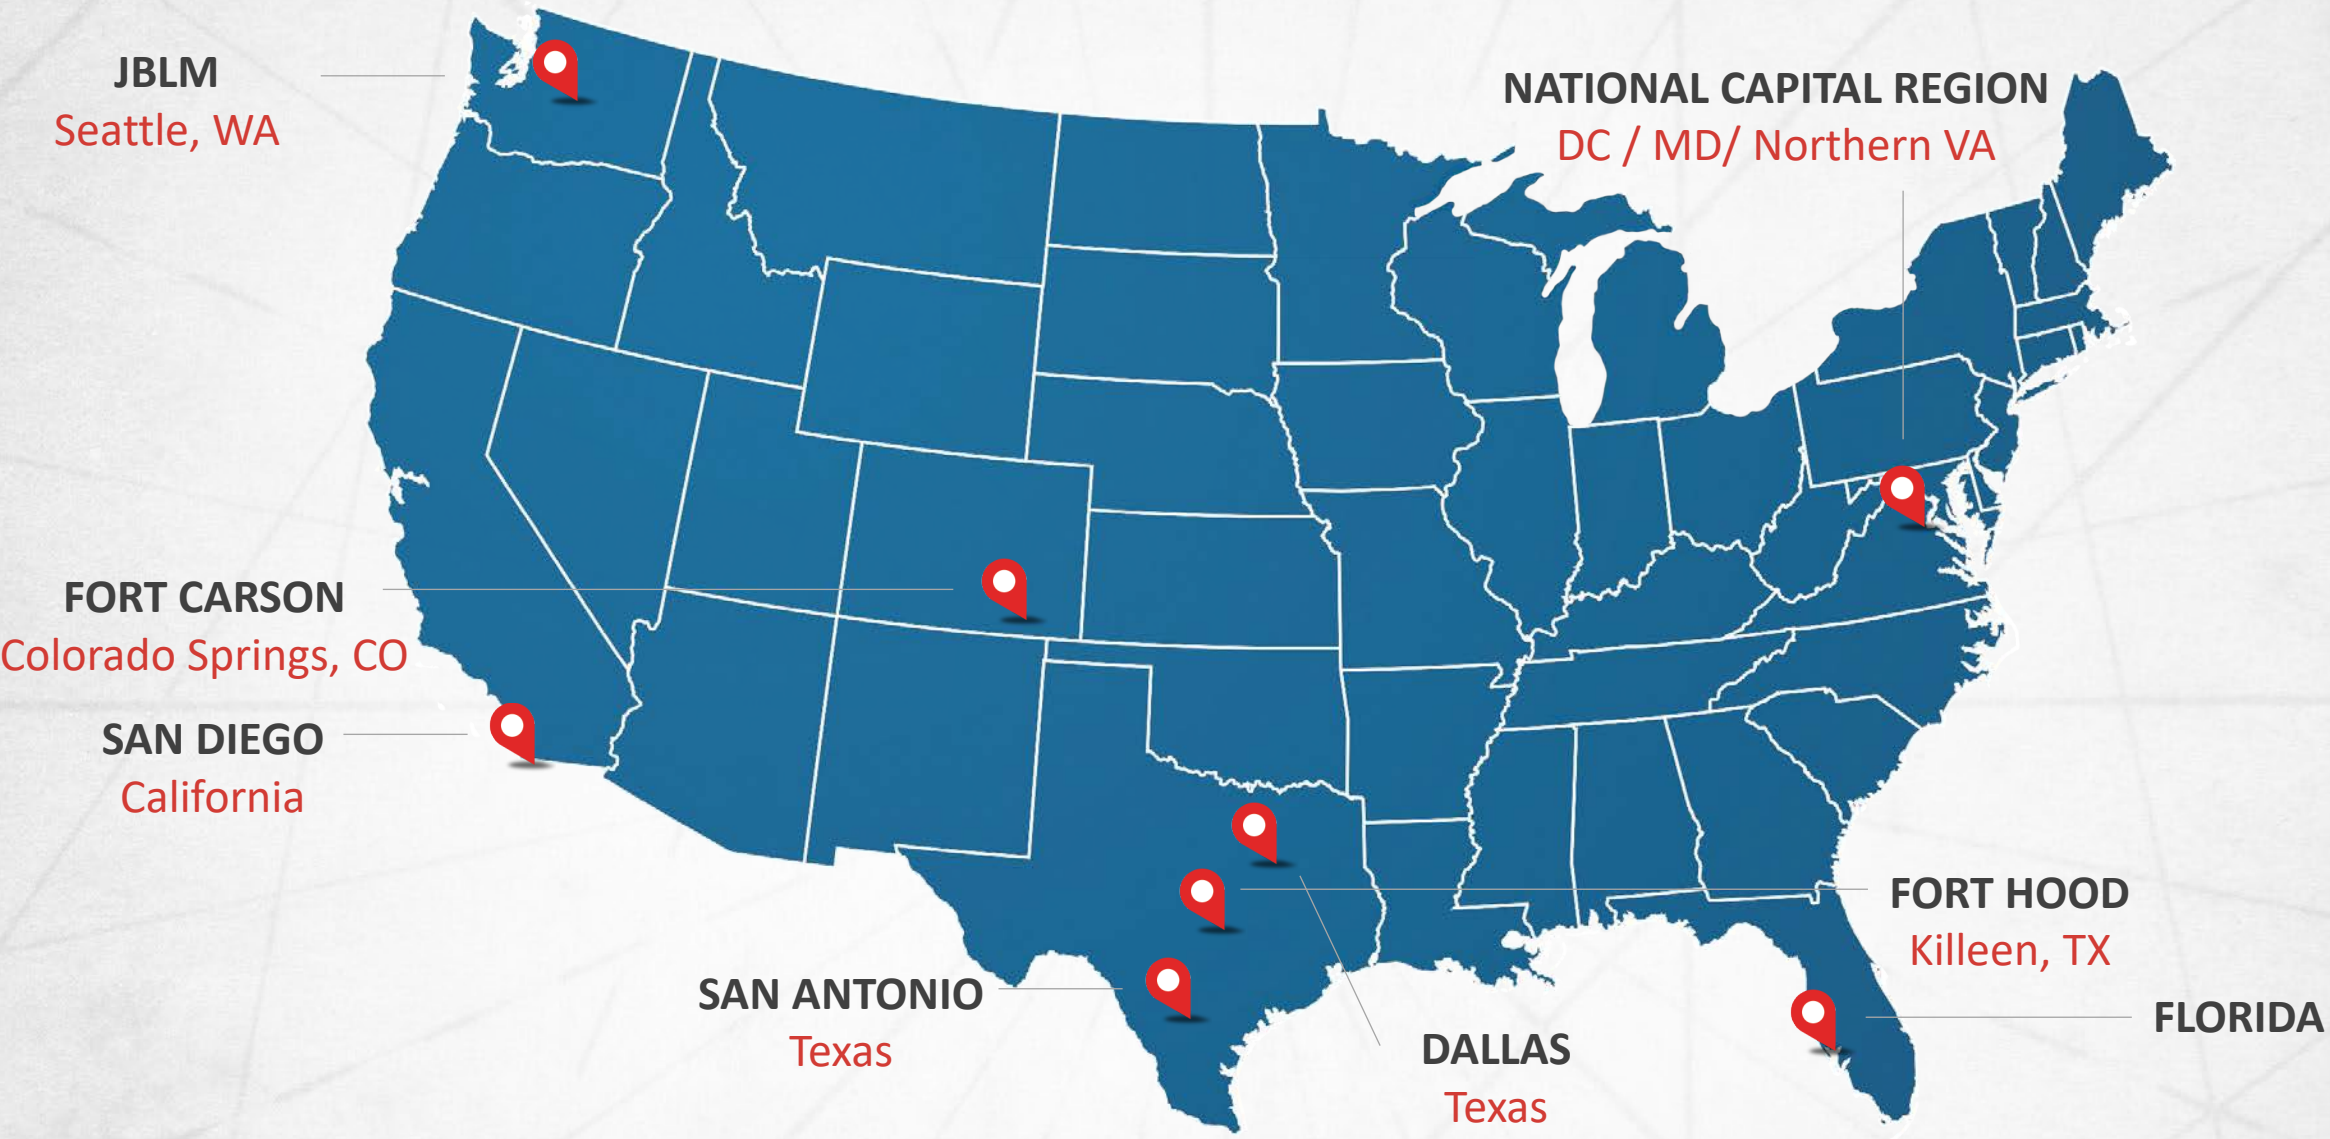 JBLM
Seattle, WA
NATIONAL CAPITAL REGION
DC / MD/ Northern VA
FORT CARSON
Colorado Springs, CO
SAN DIEGO
California
SAN ANTONIO
Texas
DALLAS
Texas
FORT HOOD
Killeen, TX
FLORIDA